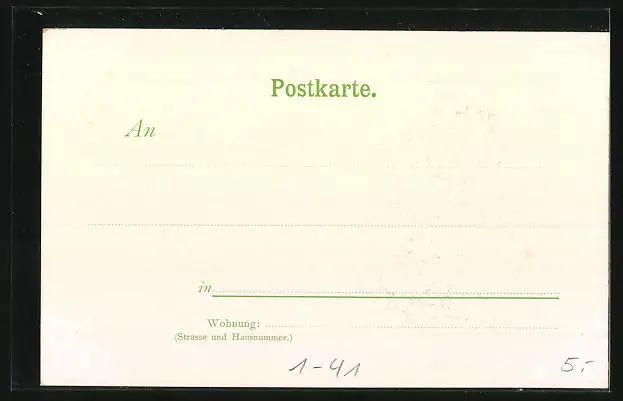 Postkarte.
An
in
Wohnung:
(Strasse und Hausnummer.)
1-41
5.-